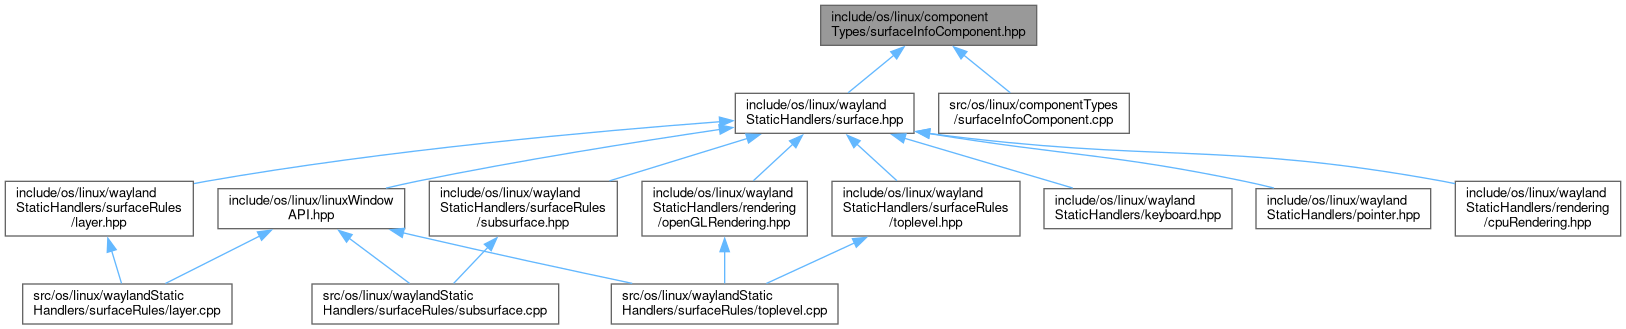 include/os/linux/component
Types/surfaceInfoComponent.hpp
include/os/linux/wayland
StaticHandlers/surface.hpp
src/os/linux/componentTypes
/surfaceInfoComponent.cpp
include/os/linux/wayland
StaticHandlers/surfaceRules
/layer.hpp
include/os/linux/linuxWindow
API.hpp
include/os/linux/wayland
StaticHandlers/surfaceRules
/subsurface.hpp
include/os/linux/wayland
StaticHandlers/rendering
/openGLRendering.hpp
include/os/linux/wayland
StaticHandlers/surfaceRules
/toplevel.hpp
include/os/linux/wayland
StaticHandlers/keyboard.hpp
include/os/linux/wayland
StaticHandlers/pointer.hpp
include/os/linux/wayland
StaticHandlers/rendering
/cpuRendering.hpp
src/os/linux/waylandStatic
Handlers/surfaceRules/layer.cpp
src/os/linux/waylandStatic
Handlers/surfaceRules/subsurface.cpp
src/os/linux/waylandStatic
Handlers/surfaceRules/toplevel.cpp